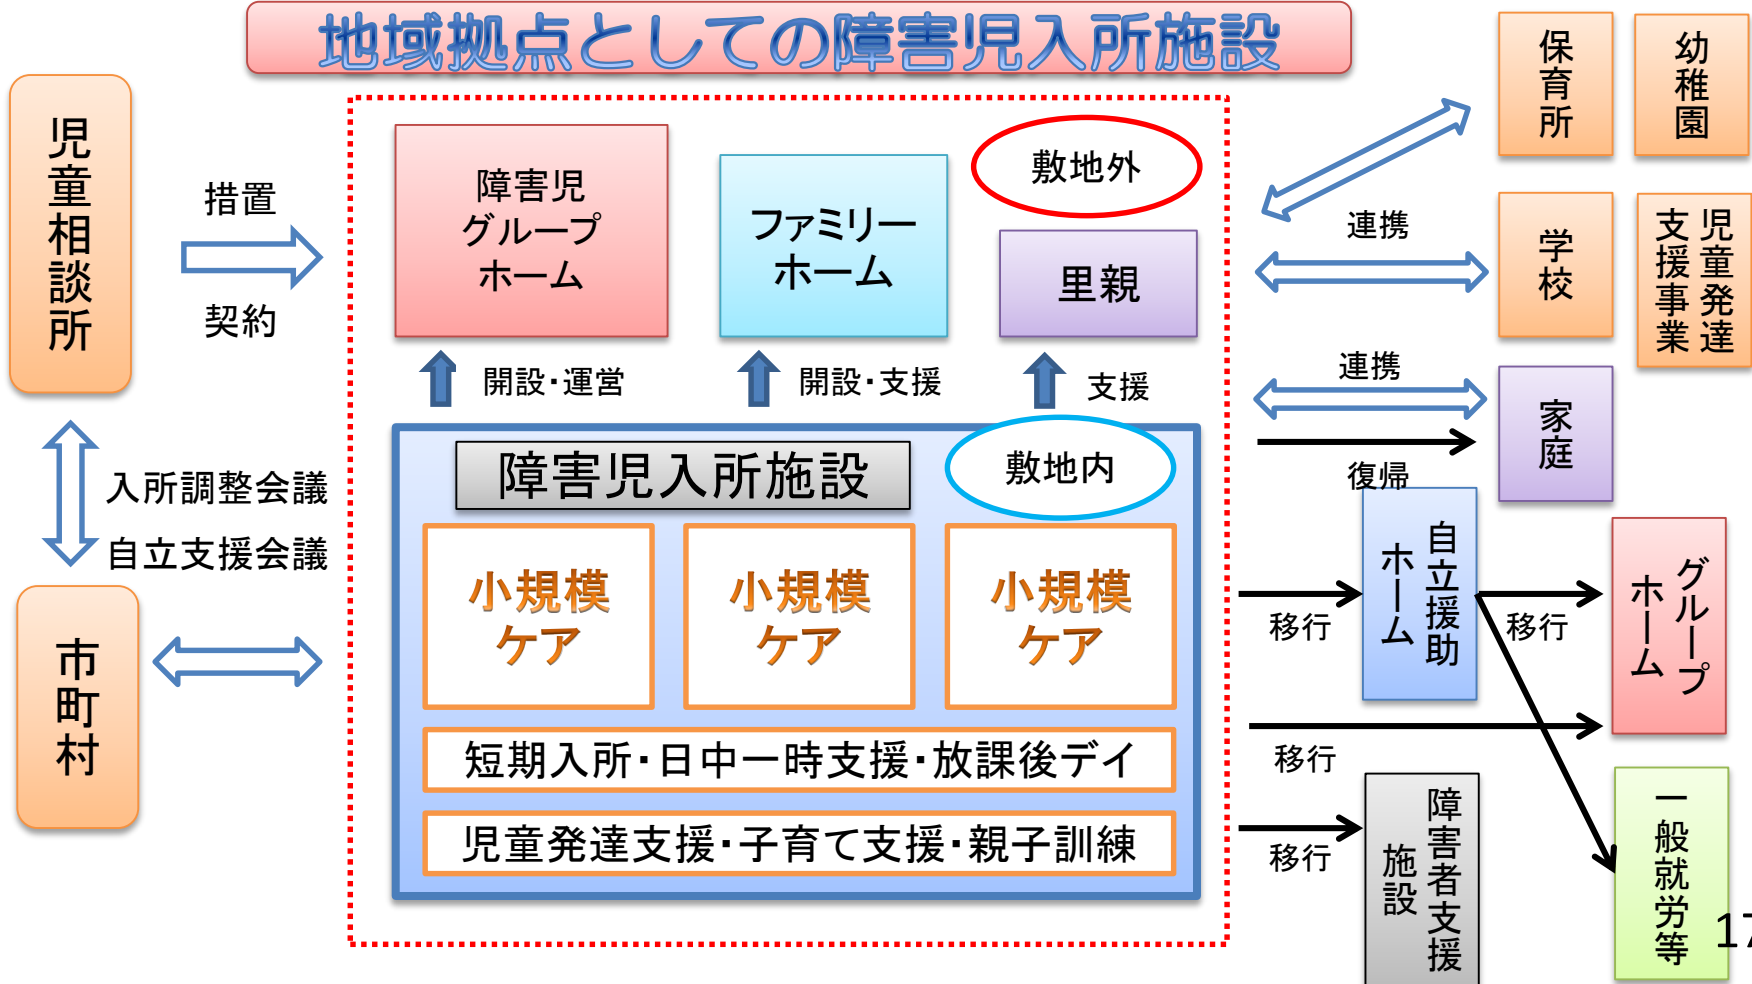 地域拠点としての障害児入所施設
児童相談所
措置
契約
入所調整会議
自立支援会議
市町村
障害児
グループ
ホーム
ファミリー
ホーム
敷地外
里親
開設・運営
開設・支援
支援
障害児入所施設
敷地内
小規模
ケア
小規模
ケア
小規模
ケア
短期入所・日中一時支援・放課後デイ
児童発達支援・子育て支援・親子訓練
保育所
幼稚園
連携
学校
児童発達
支援事業
連携
家庭
復帰
移行
自立援助
ホーム
移行
グループ
ホーム
移行
移行
障害者支援
施設
一般就労等
17